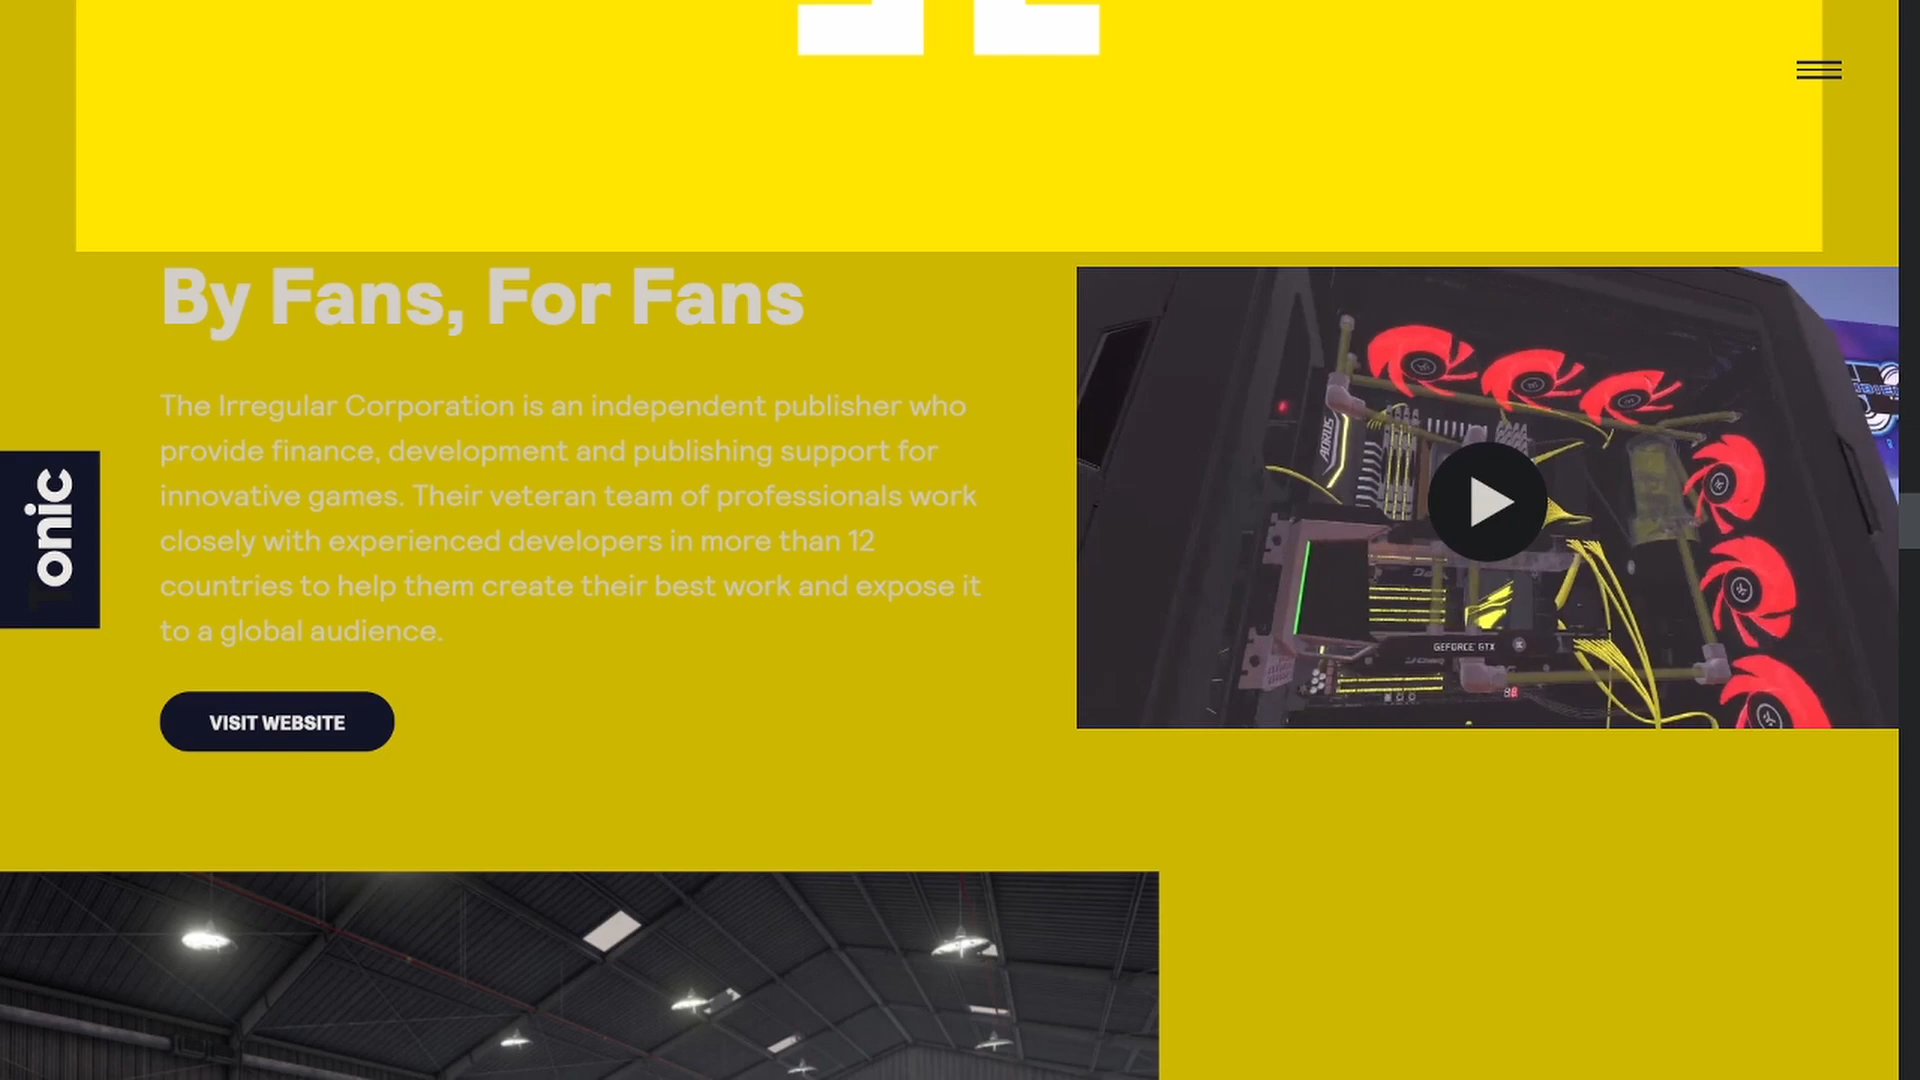 By Fans, For Fans
The Irregular Corporation is an independent publisher who
provide finance, development and publishing support for
innovative games. Their veteran team of professionals work
closely with experienced developers in more than 12
countries to help them create their best work and expose it
to a global audience.
VISIT WEBSITE
Tonic
AORUS
GEFORCE GTX